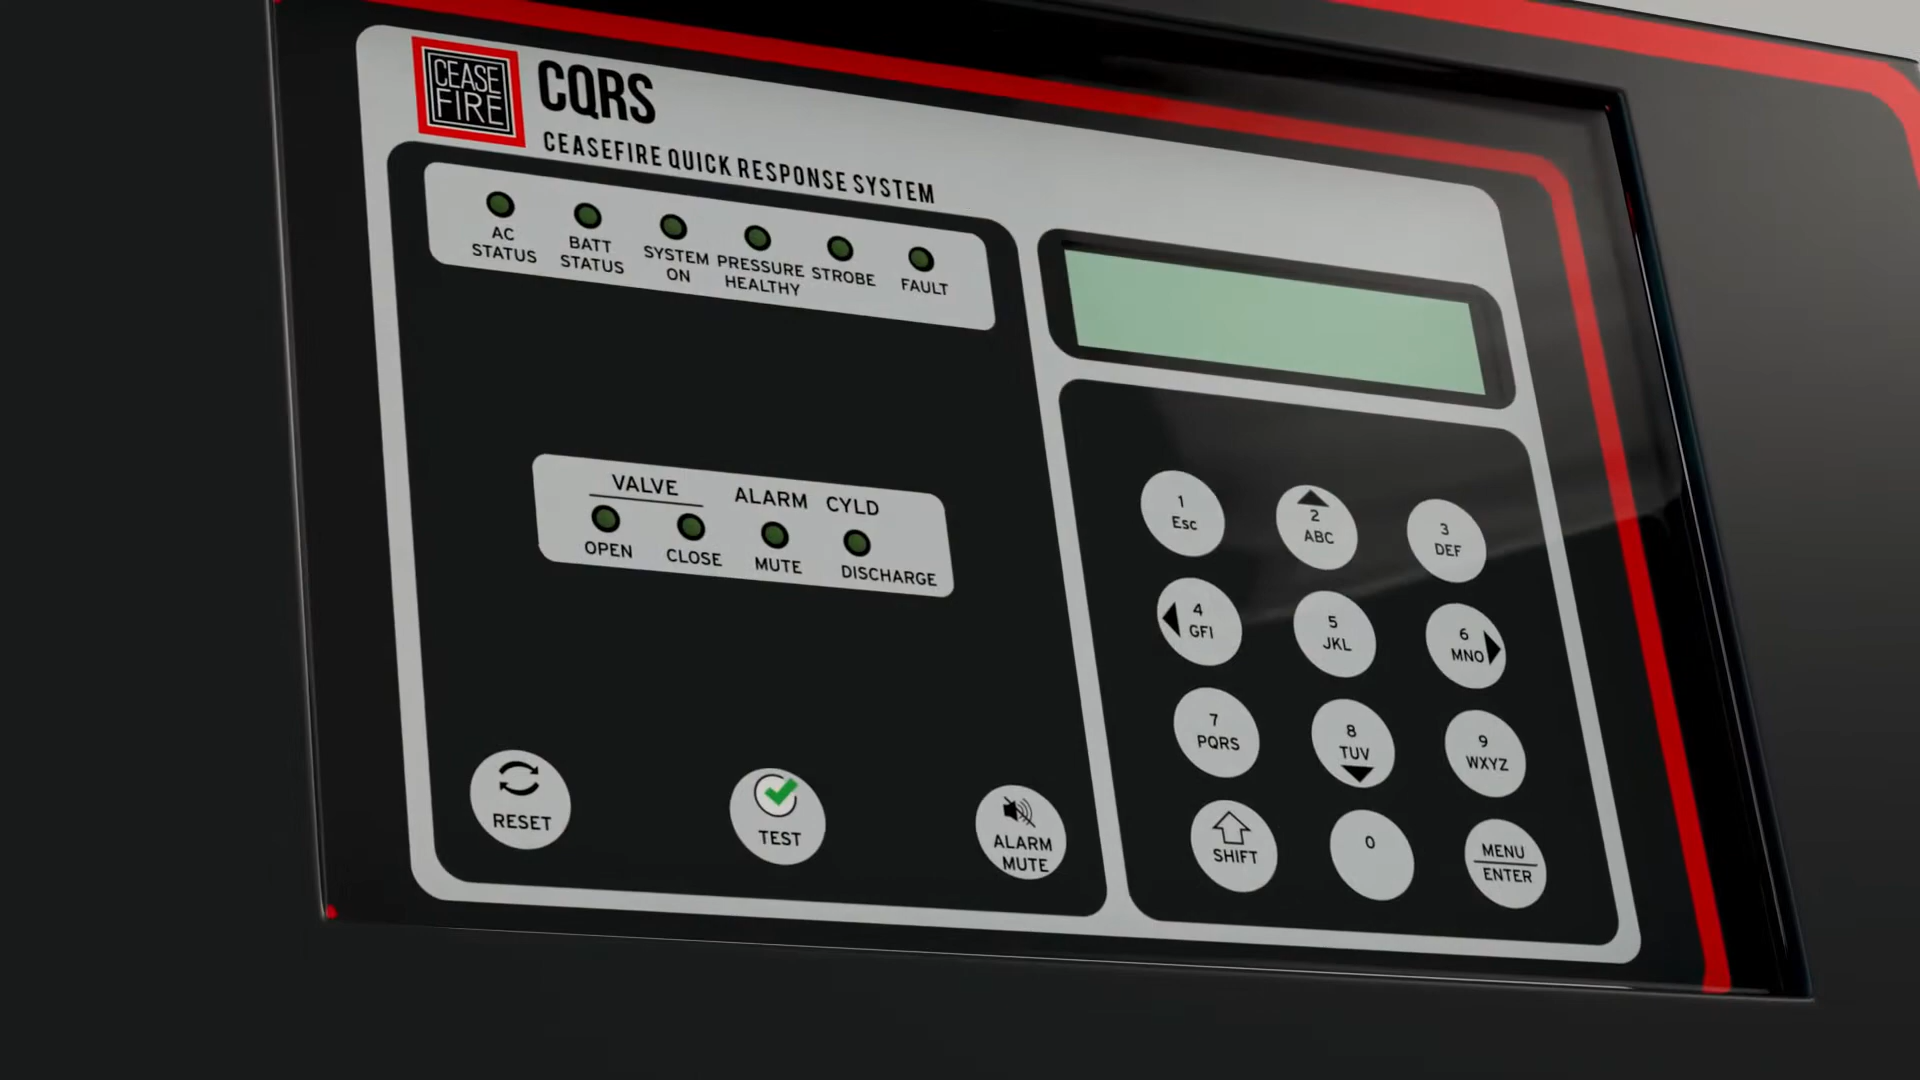 CEASE
FIRE
CQRS
CEASEFIRE QUICK RESPONSE SYSTEM
AC
STATUS
BATT
STATUS
SYSTEM
ON
PRESSURE
HEALTHY
STROBE
FAULT
VALVE
ALARM
CYLD
OPEN
CLOSE
MUTE
DISCHARGE
RESET
TEST
ALARM
MUTE
1
Esc
2
ABC
3
DEF
4
GFI
5
JKL
6
MNO
7
PQRS
8
TUV
9
WXYZ
SHIFT
0
MENU
ENTER